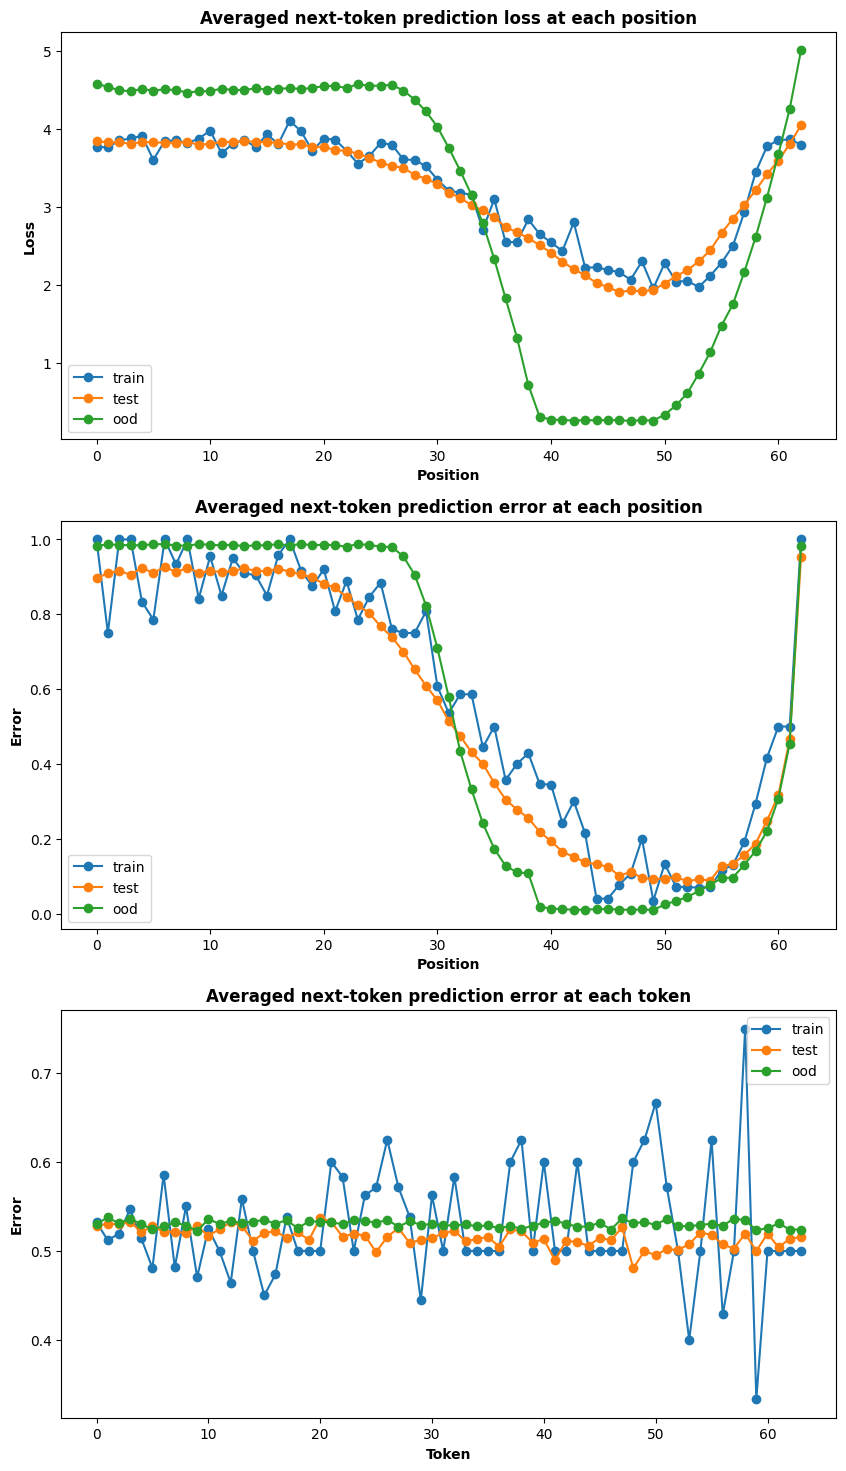 Averaged next-token prediction loss at each position
5
4
3
2
1
Loss
train
test
ood
0 10 20 30 40 50 60
Position
Averaged next-token prediction error at each position
1.0
0.8
0.6
0.4
0.2
0.0
Error
train
test
ood
0 10 20 30 40 50 60
Position
Averaged next-token prediction error at each token
train
test
ood
0.7
0.6
0.5
0.4
Error
0 10 20 30 40 50 60
Token